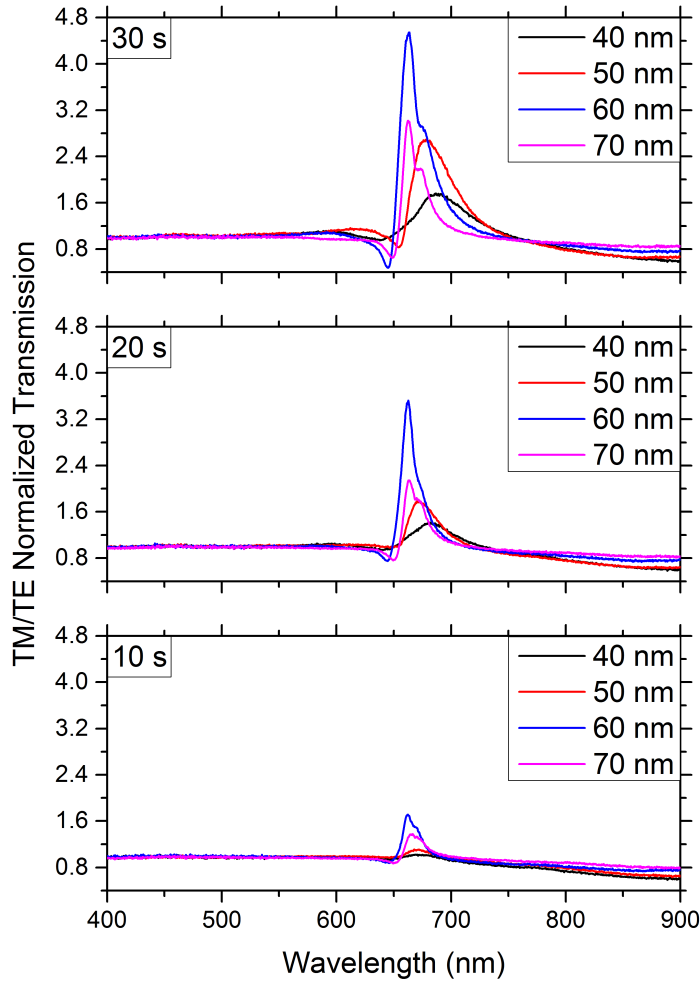 TM/TE Normalized Transmission
30 s
40 nm
50 nm
60 nm
70 nm
4.8
4.0
3.2
2.4
1.6
0.8
20 s
40 nm
50 nm
60 nm
70 nm
4.8
4.0
3.2
2.4
1.6
0.8
10 s
40 nm
50 nm
60 nm
70 nm
4.8
4.0
3.2
2.4
1.6
0.8
400 500 600 700 800 900
Wavelength (nm)